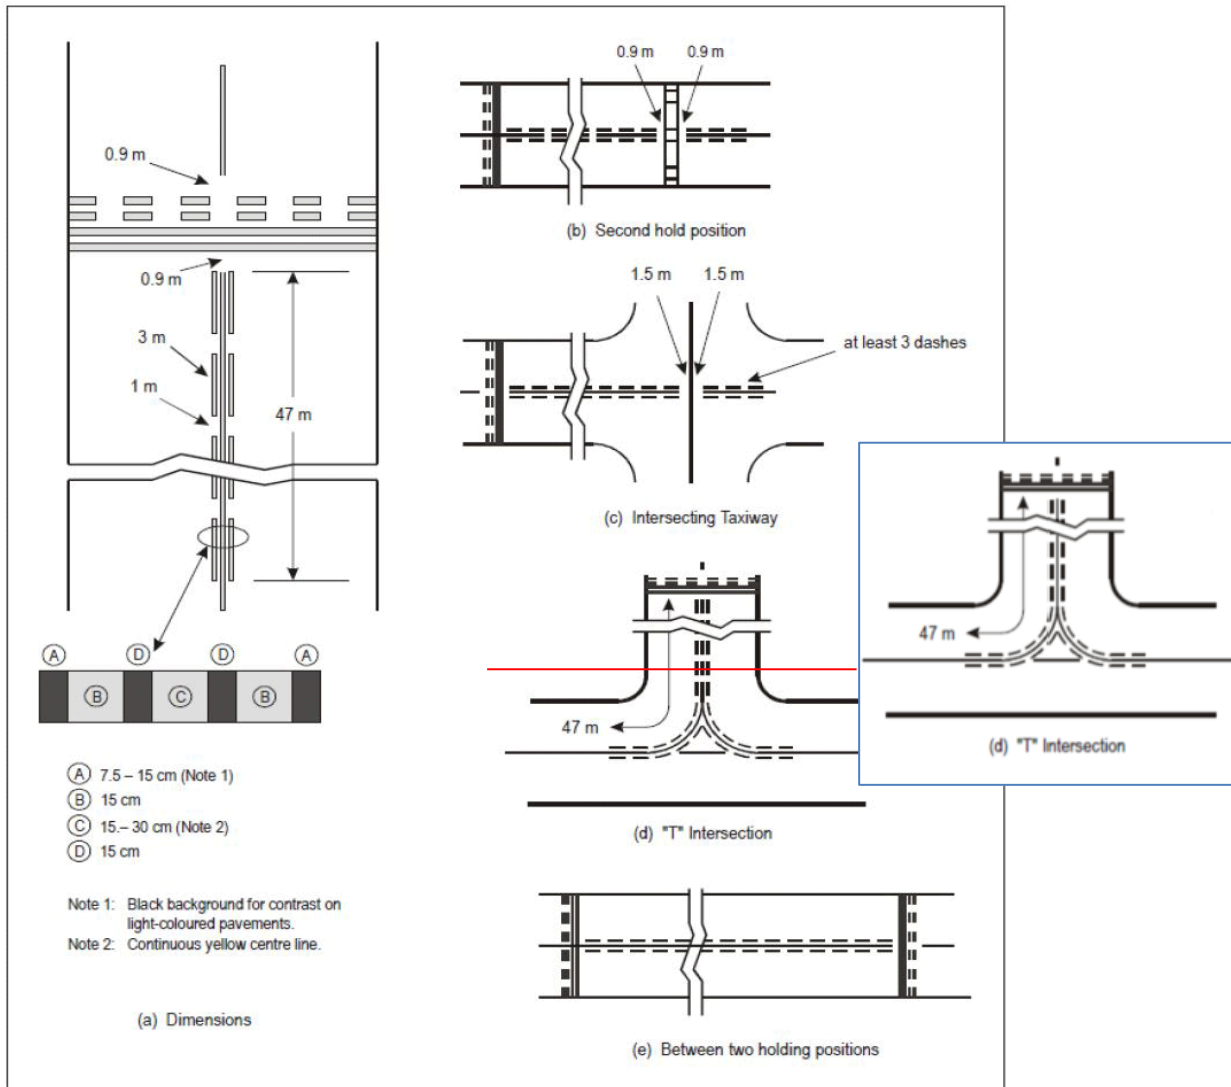 0.9 m
0.9 m
3 m
1 m
47 m
A D D A
B C B
A 7.5 – 15 cm (Note 1)
B 15 cm
C 15.– 30 cm (Note 2)
D 15 cm
Note 1: Black background for contrast on
light-coloured pavements.
Note 2: Continuous yellow centre line.
(a) Dimensions
0.9 m 0.9 m
(b) Second hold position
1.5 m 1.5 m
at least 3 dashes
(c) Intersecting Taxiway
47 m
(d) "T" Intersection
47 m
(d) "T" Intersection
(e) Between two holding positions